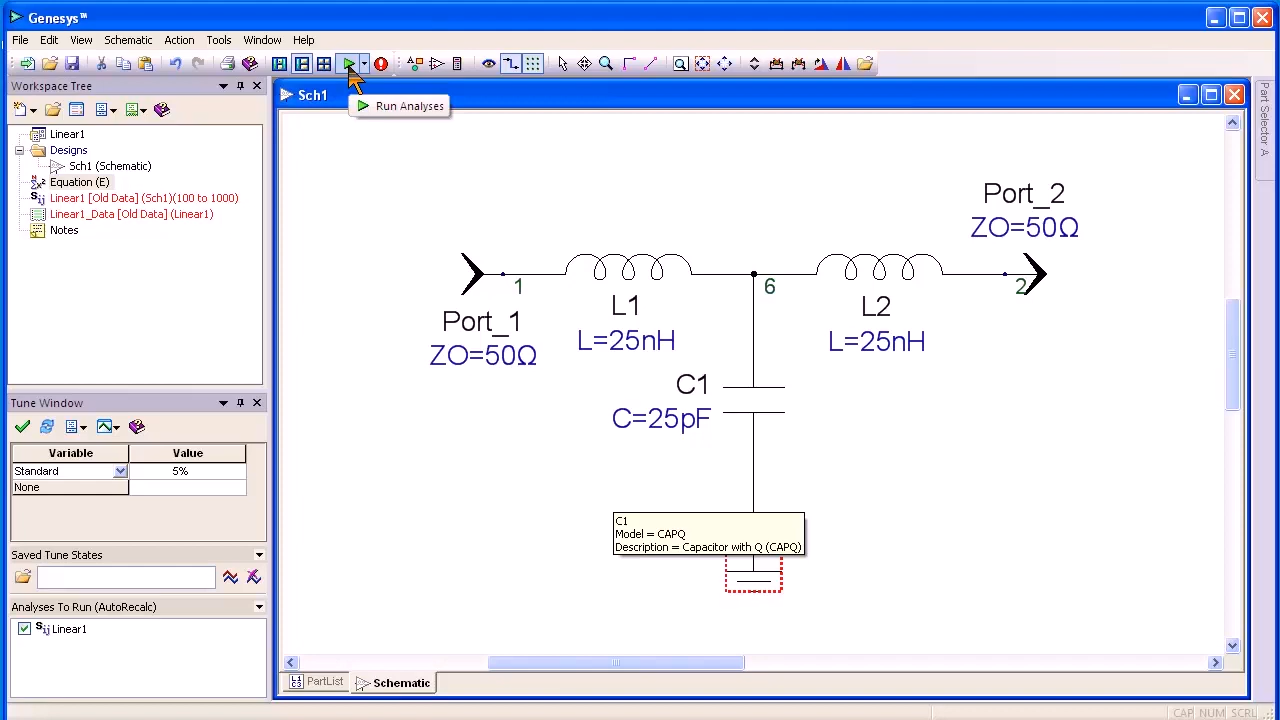 Genesys™
File Edit View Schematic Action Tools Window Help
Workspace Tree
Sch1
Run Analyses
Part Selector A
Linear1
Designs
Sch1 (Schematic)
Equation (E)
Linear1 [Old Data] (Sch1)(100 to 1000)
Linear1_Data [Old Data] (Linear1)
Notes
Port_2
ZO=50Ω
1
6
2
L1
L=25nH
L2
L=25nH
Port_1
ZO=50Ω
C1
C=25pF
C1
Model = CAPQ
Description = Capacitor with Q (CAPQ)
Tune Window
Variable Value
Standard 5%
None
Saved Tune States
Analyses To Run (AutoRecalc)
Linear1
PartList Schematic
CAP NUM SCRL